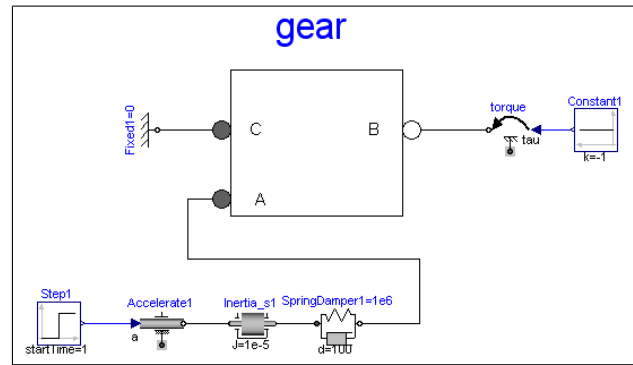 gear
Fixed1=0
C
B
A
torque
tau
Constant1
k=-1
Step1
startTime=1
Accelerate1
a
Inertia_s1
J=1e-5
SpringDamper1=1e6
d=100